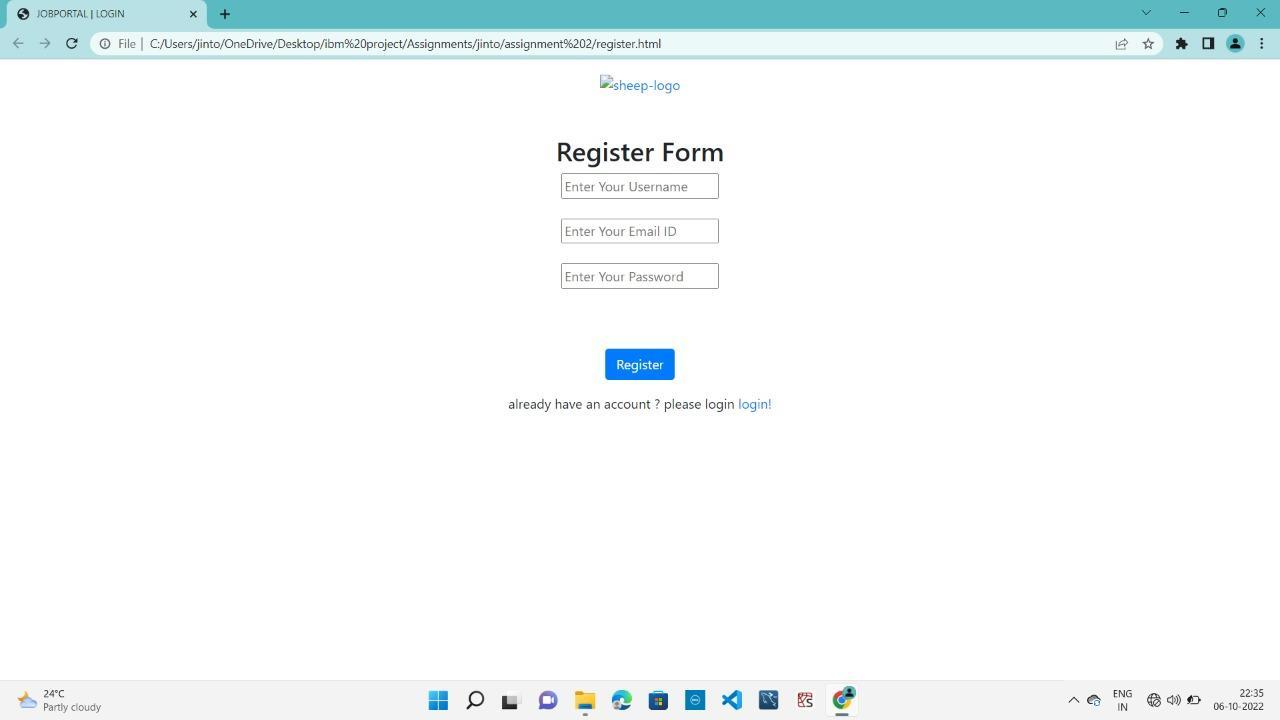 JOBPORTAL | LOGIN
File | C:/Users/jinto/OneDrive/Desktop/ibm%20project/Assignments/jinto/assignment%202/register.html
sheep-logo
Register Form
Enter Your Username
Enter Your Email ID
Enter Your Password
Register
already have an account ? please login login!
24°C
Partly cloudy
ENG
IN
22:35
06-10-2022